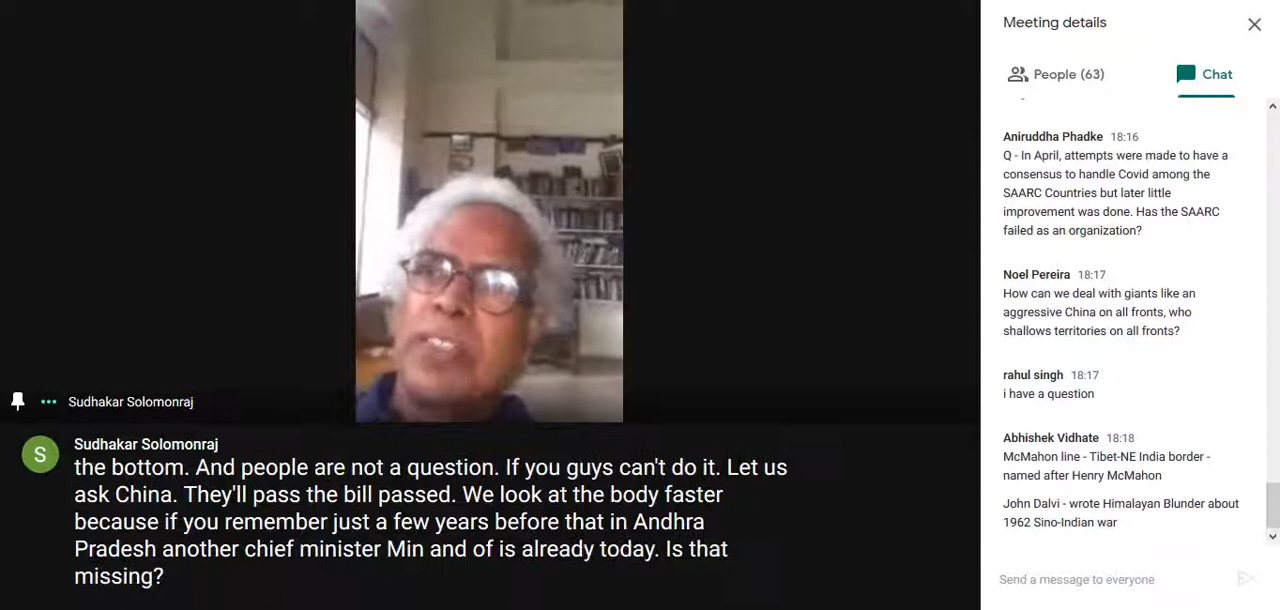 Sudhakar Solomonraj
S
Sudhakar Solomonraj
the bottom. And people are not a question. If you guys can't do it. Let us
ask China. They'll pass the bill passed. We look at the body faster
because if you remember just a few years before that in Andhra
Pradesh another chief minister Min and of is already today. Is that
missing?
Meeting details
People (63)
Chat
Aniruddha Phadke 18:16
Q - In April, attempts were made to have a
consensus to handle Covid among the
SAARC Countries but later little
improvement was done. Has the SAARC
failed as an organization?
Noel Pereira 18:17
How can we deal with giants like an
aggressive China on all fronts, who
shallows territories on all fronts?
rahul singh 18:17
i have a question
Abhishek Vidhate 18:18
McMahon line - Tibet-NE India border -
named after Henry McMahon
John Dalvi - wrote Himalayan Blunder about
1962 Sino-Indian war
Send a message to everyone